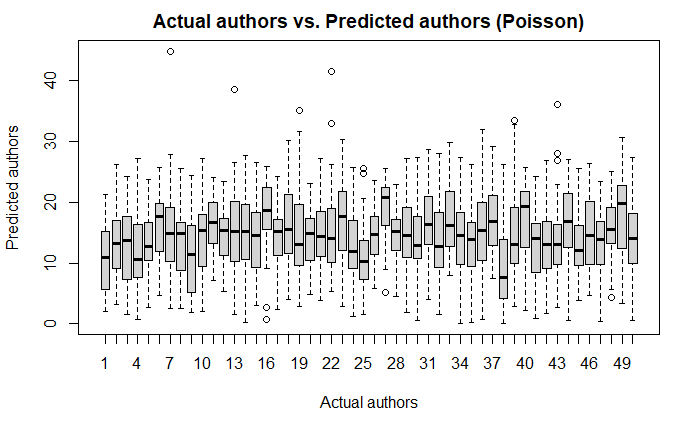 Actual authors vs. Predicted authors (Poisson)
Predicted authors
40
30
20
10
0
1 4 7 10 13 16 19 22 25 28 31 34 37 40 43 46 49
Actual authors